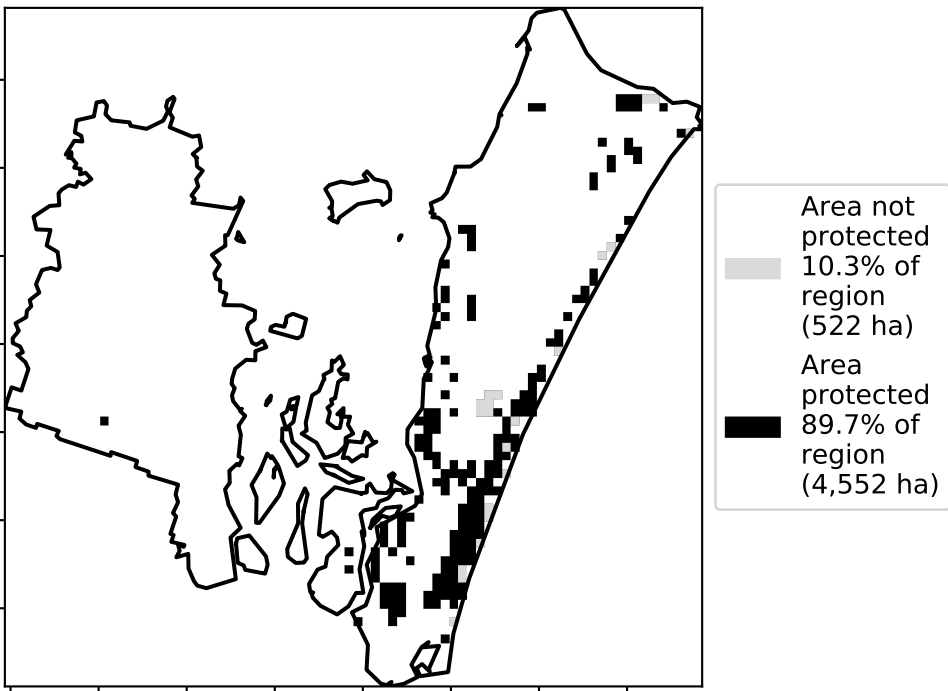 Area not
protected
10.3% of
region
(522 ha)
Area
protected
89.7% of
region
(4,552 ha)